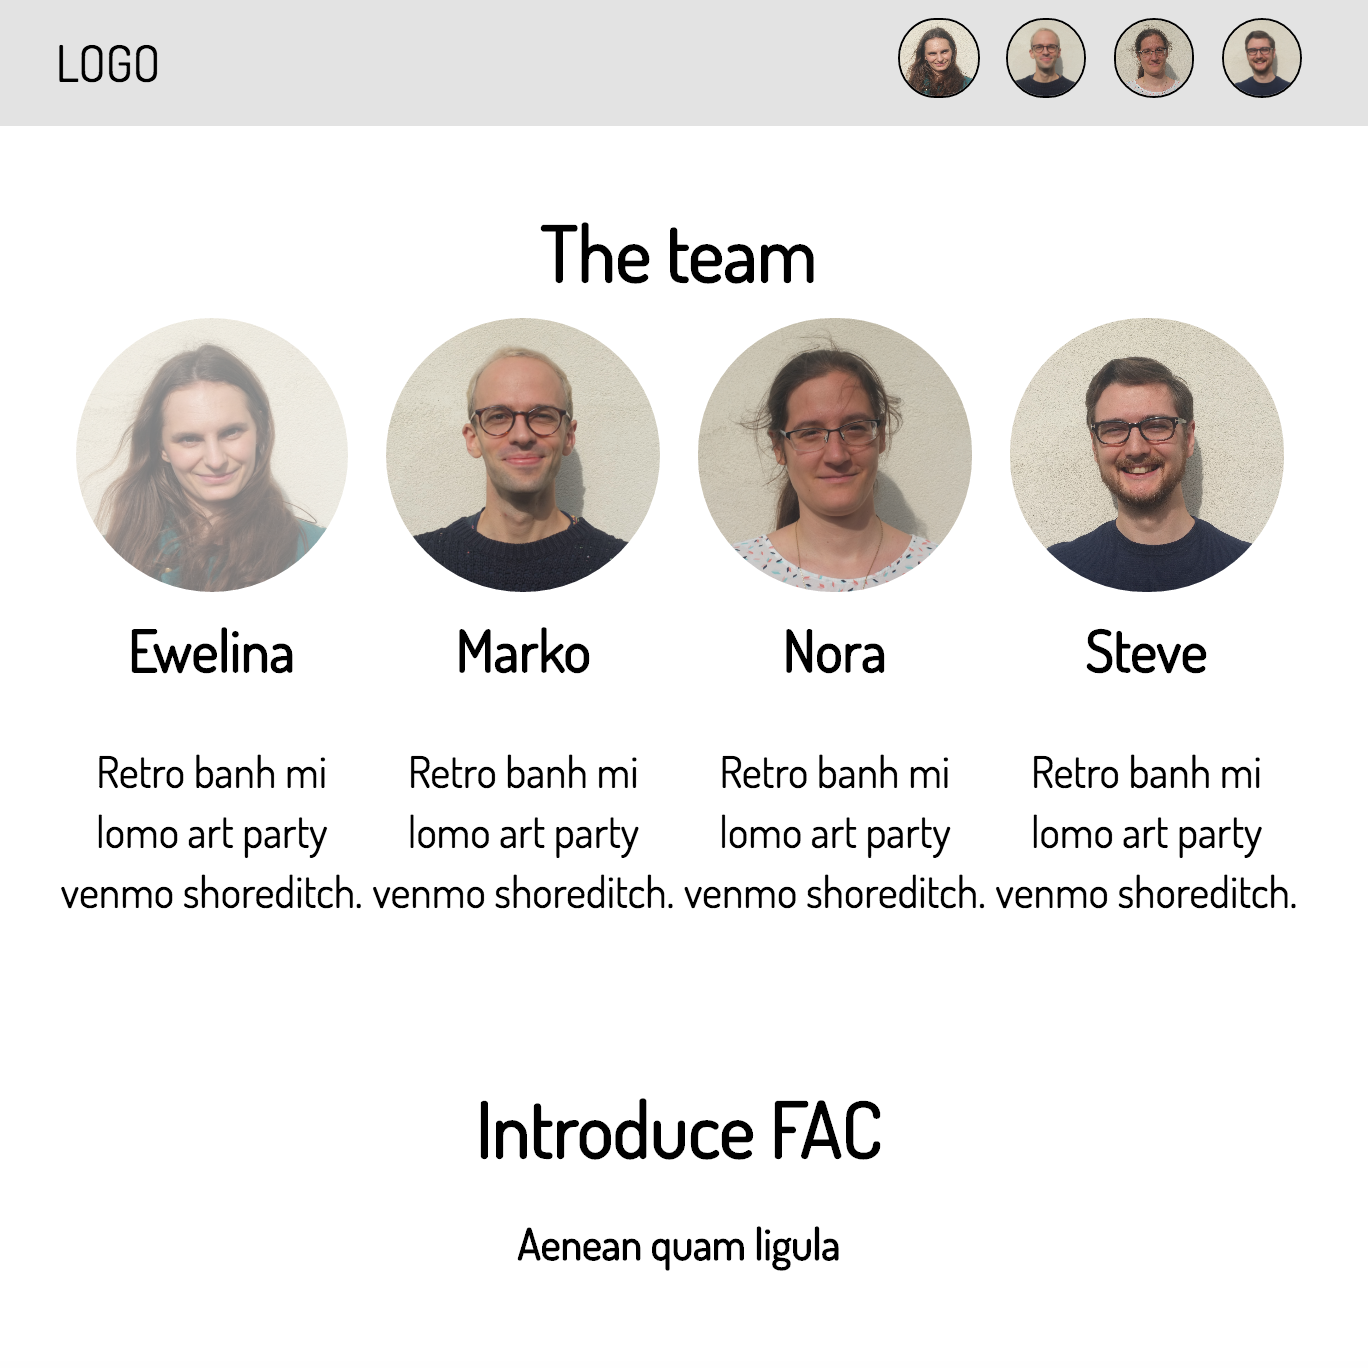 LOGO
The team
Ewelina
Marko
Nora
Steve
Retro banh mi
lomo art party
venmo shoreditch.
Retro banh mi
lomo art party
venmo shoreditch.
Retro banh mi
lomo art party
venmo shoreditch.
Retro banh mi
lomo art party
venmo shoreditch.
Introduce FAC
Aenean quam ligula